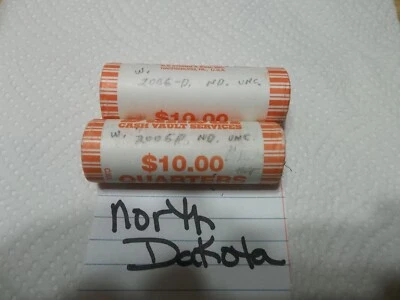 W.
2006-D. ND. UNC.
$10.00
CASH VAULT SERVICES
W. 2006P ND. UNC
$10.00
QUARTERS
North
Dakota